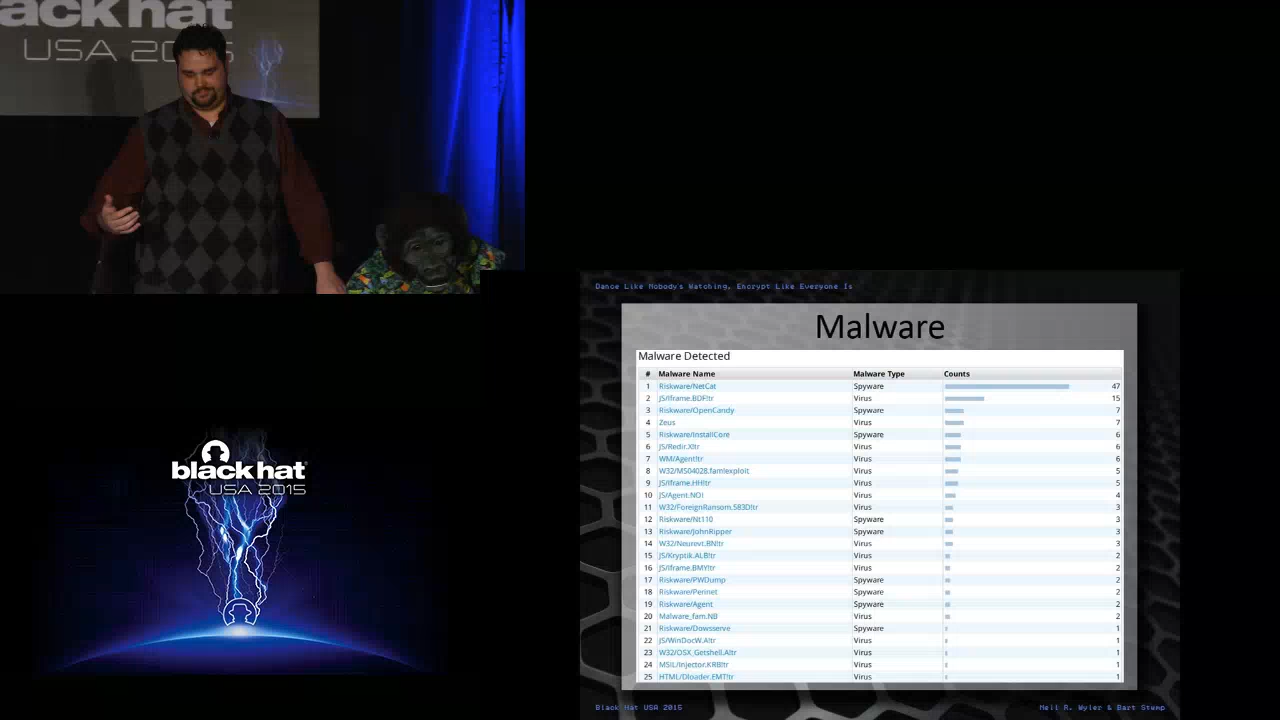 ack hat
USA 20 5
Dance Like Nobody's Watching, Encrypt Like Everyone Is
Malware
Malware Detected
# Malware Name Malware Type Counts
1 Riskware/NetCat Spyware 47
2 JS/Iframe.BDF!tr Virus 15
3 Riskware/OpenCandy Spyware 7
4 Zeus Virus 7
5 Riskware/InstallCore Spyware 6
6 JS/Redir.X!tr Virus 6
7 WM/Agent!tr Virus 6
8 W32/MS04028.fam!exploit Virus 5
9 JS/Iframe.HH!tr Virus 5
10 JS/Agent.NOI Virus 4
11 W32/ForeignRansom.583D!tr Virus 3
12 Riskware/Nt110 Spyware 3
13 Riskware/JohnRipper Spyware 3
14 W32/Neurevt.BN!tr Virus 3
15 JS/Kryptik.ALB!tr Virus 2
16 JS/Iframe.BMY!tr Virus 2
17 Riskware/PWDump Spyware 2
18 Riskware/Perinet Spyware 2
19 Riskware/Agent Spyware 2
20 Malware_fam.NB Virus 2
21 Riskware/Dowsserve Spyware 1
22 JS/WinDocW.A!tr Virus 1
23 W32/OSX_Getshell.A!tr Virus 1
24 MSIL/Injector.KRB!tr Virus 1
25 HTML/Dloader.EMT!tr Virus 1
black hat
USA 2015
Black Hat USA 2015
Neil R. Wyler & Bart Stump